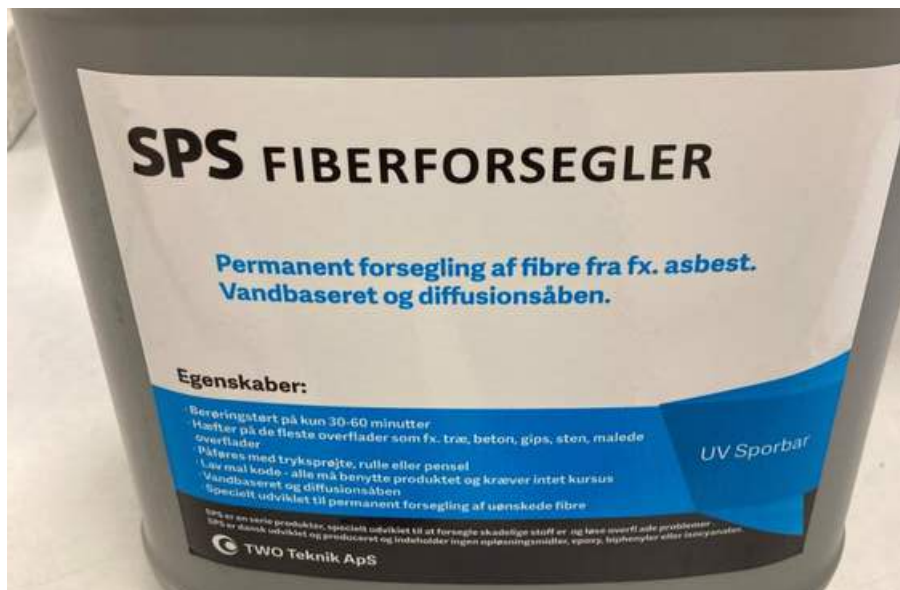 SPS FIBERFORSEGLER
Permanent forsegling af fibre fra fx. asbest.
Vandbaseret og diffusionsåben.
Egenskaber:
· Berøringstørt på kun 30-60 minutter
· Hæfter på de fleste overflader som fx. træ, beton, gips, sten, malede
overflader
· Påføres med tryksprøjte, rulle eller pensel
· Lav mal kode - alle må benytte produktet og kræver intet kursus
· Vandbaseret og diffusionsåben
· Specielt udviklet til permanent forsegling af uønskede fibre
UV Sporbar
SPS er en serie produkter, specielt udviklet til at forsegle skadelige stoff er og løse overfl ade problemer.
SPS er dansk udviklet og produceret og indeholder ingen opløsningsmidler, epoxy, biphenyler eller isocyanater.
TWO Teknik ApS